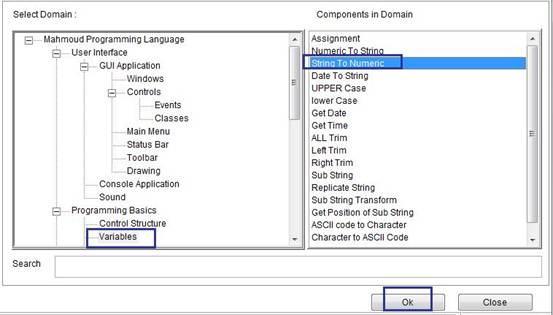 Select Domain :
Mahmoud Programming Language
User Interface
GUI Application
Windows
Controls
Events
Classes
Main Menu
Status Bar
Toolbar
Drawing
Console Application
Sound
Programming Basics
Control Structure
Variables
Components in Domain
Assignment
Numeric To String
String To Numeric
Date To String
UPPER Case
lower Case
Get Date
Get Time
ALL Trim
Left Trim
Right Trim
Sub String
Replicate String
Sub String Transform
Get Position of Sub String
ASCII code to Character
Character to ASCII Code
Search
Ok
Close